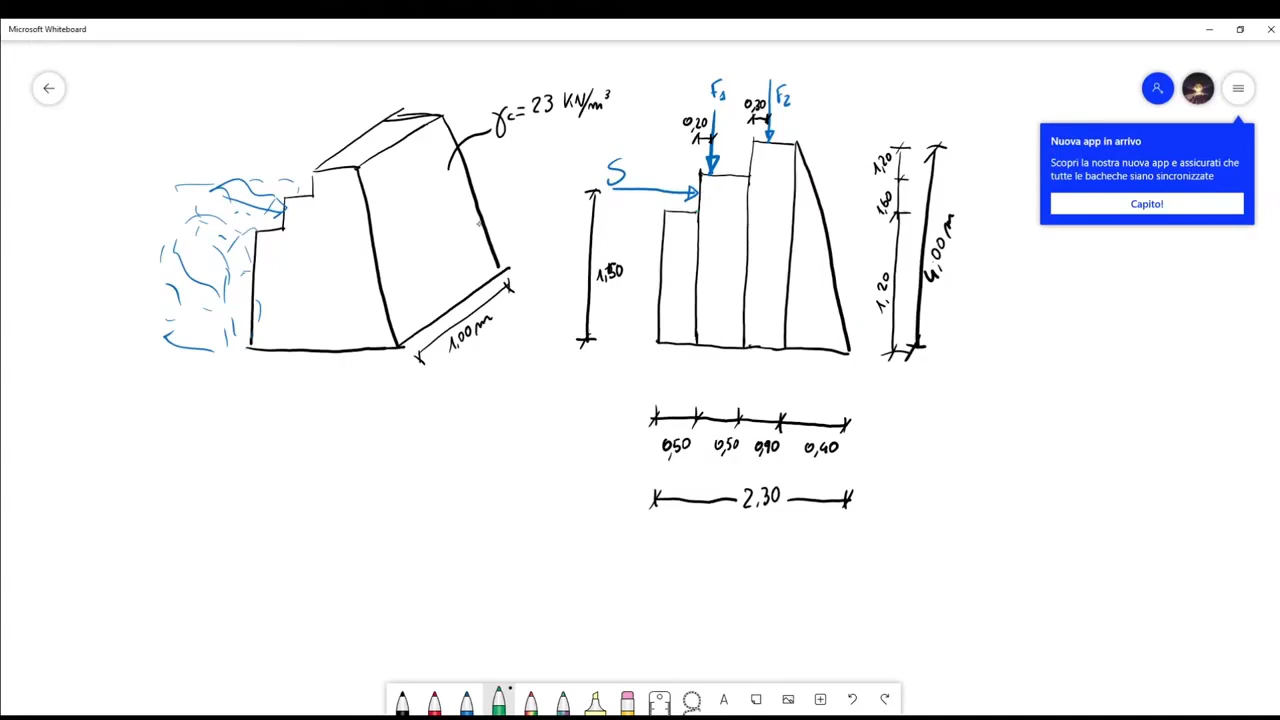 Microsoft Whiteboard
γc = 23 KN/m³
F1
F2
0,20
0,30
S
1,50
1,00 m
1,20
1,60
1,20
4,00 m
0,50
0,50
0,90
0,40
2,30
Nuova app in arrivo
Scopri la nostra nuova app e assicurati che
tutte le bacheche siano sincronizzate
Capito!
A